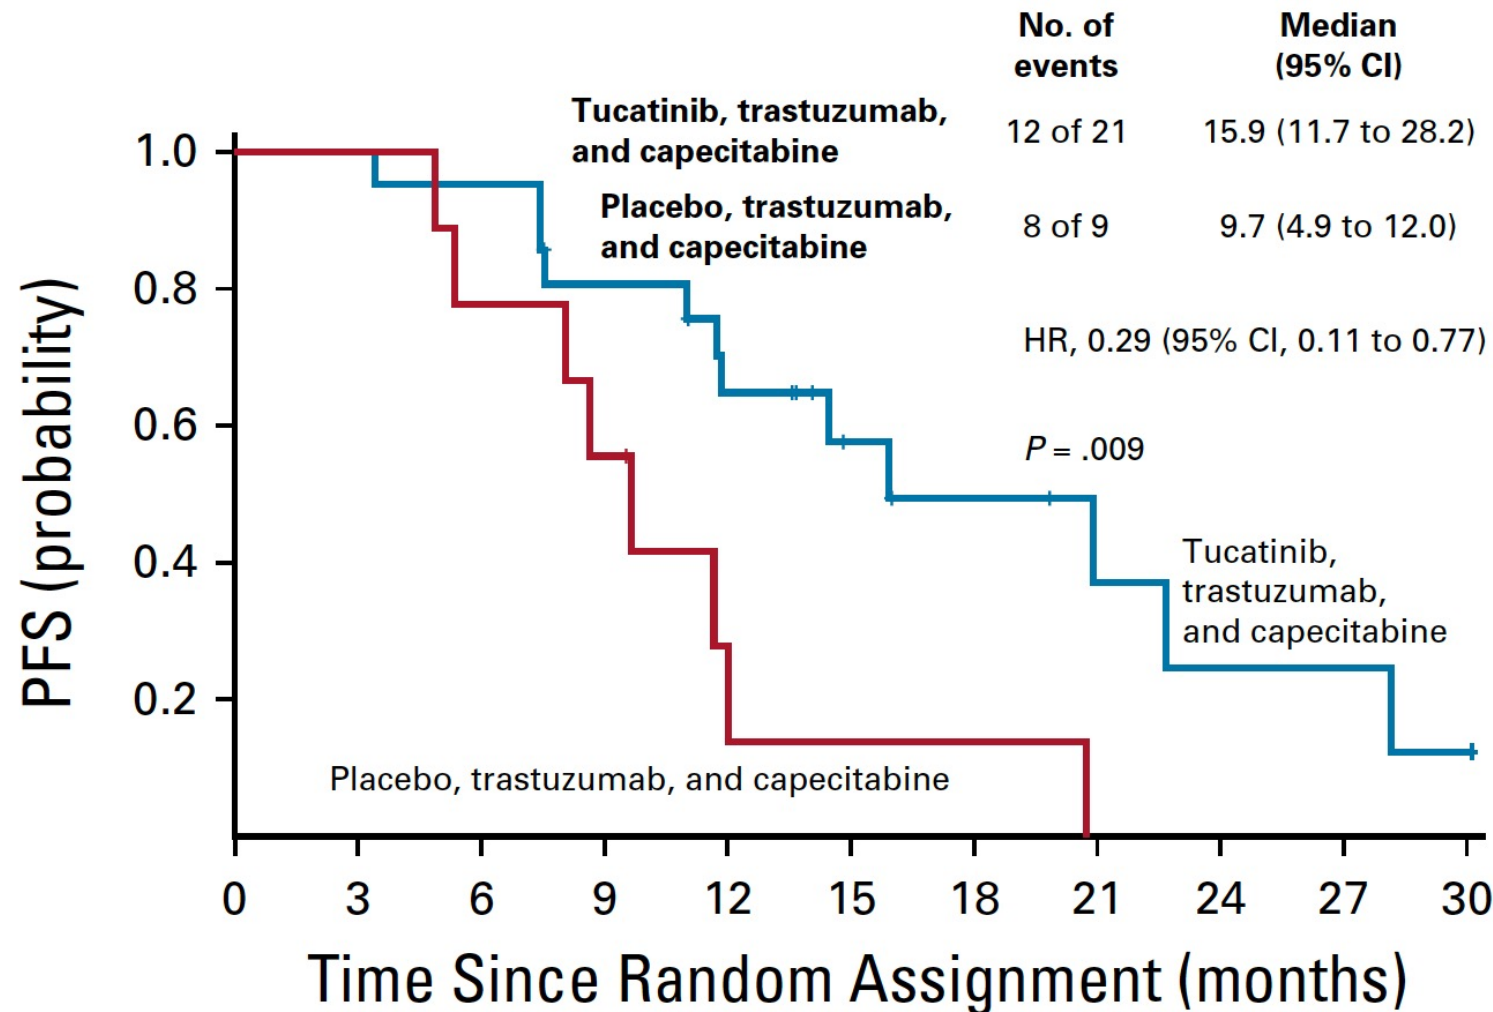 No. of events
Median (95% CI)
Tucatinib, trastuzumab,
and capecitabine
12 of 21
15.9 (11.7 to 28.2)
Placebo, trastuzumab,
and capecitabine
8 of 9
9.7 (4.9 to 12.0)
HR, 0.29 (95% CI, 0.11 to 0.77)
P = .009
Tucatinib,
trastuzumab,
and capecitabine
Placebo, trastuzumab, and capecitabine
PFS (probability)
1.0
0.8
0.6
0.4
0.2
0 3 6 9 12 15 18 21 24 27 30
Time Since Random Assignment (months)